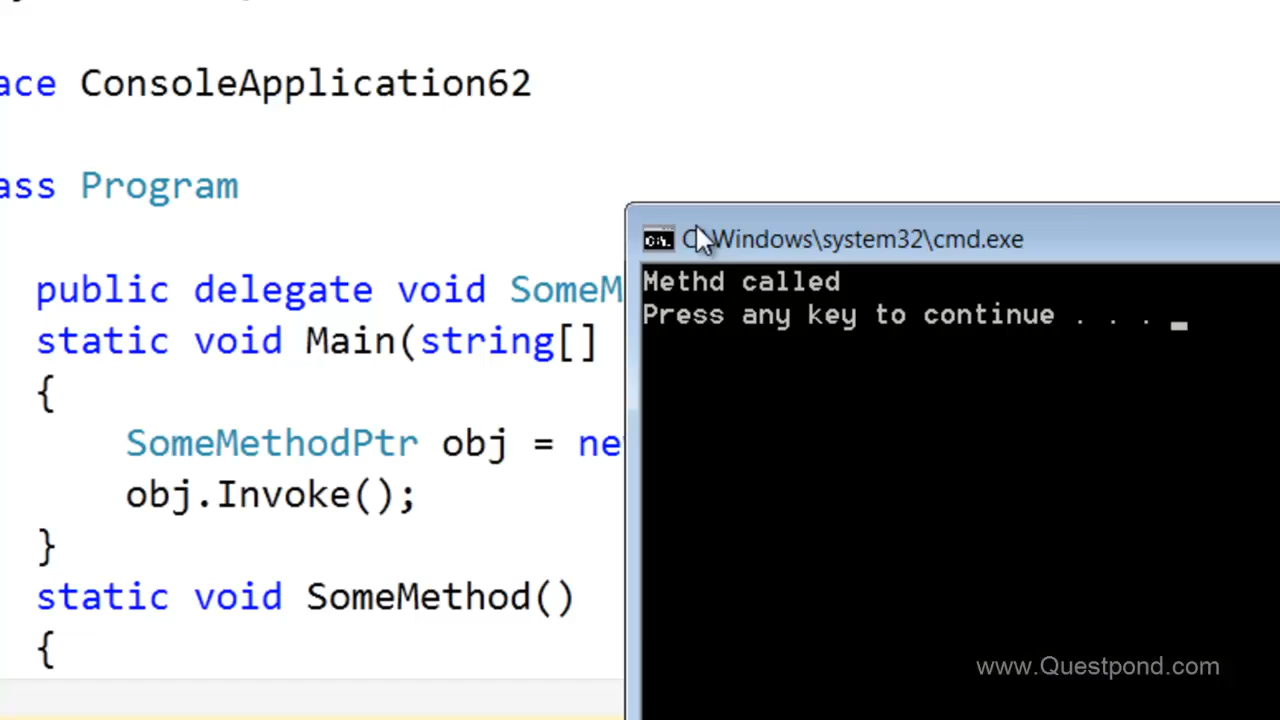 ace ConsoleApplication62
ass Program
public delegate void SomeM
static void Main(string[]
{
SomeMethodPtr obj = new
obj.Invoke();
}
static void SomeMethod()
{
C:\Windows\system32\cmd.exe
Methd called
Press any key to continue . . .
www.Questpond.com